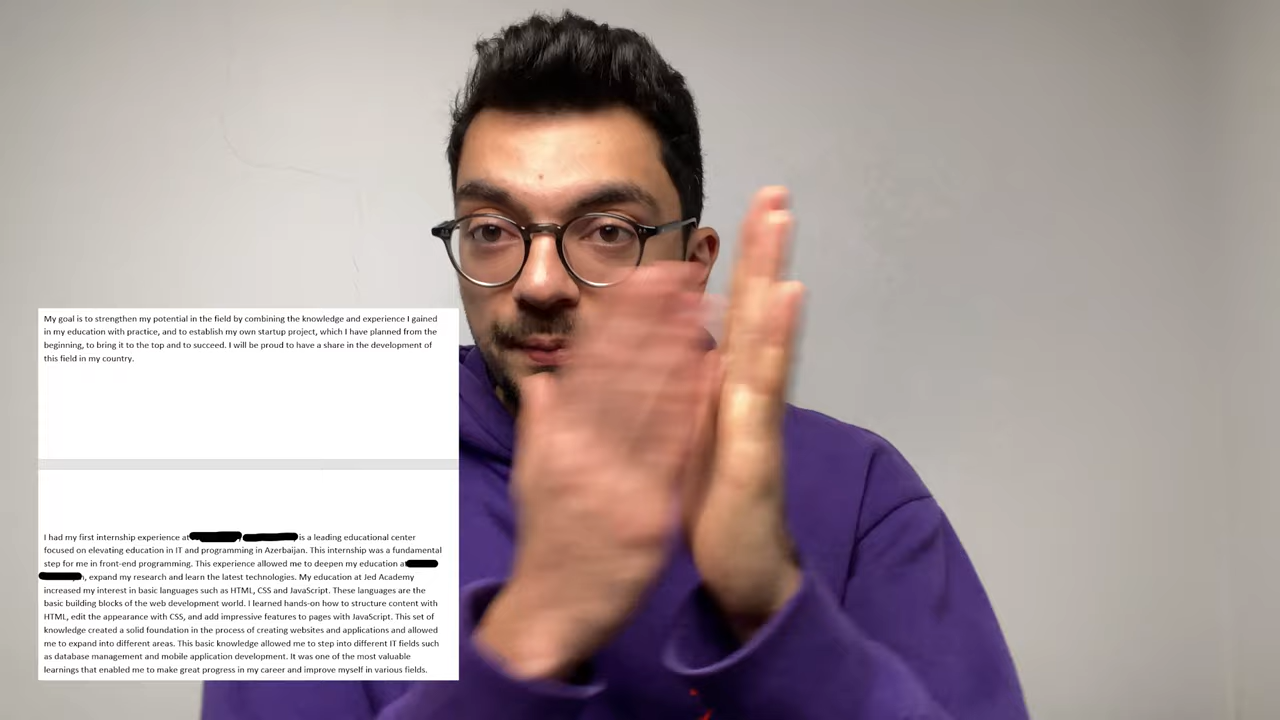 My goal is to strengthen my potential in the field by combining the knowledge and experience I gained
in my education with practice, and to establish my own startup project, which I have planned from the
beginning, to bring it to the top and to succeed. I will be proud to have a share in the development of
this field in my country.
I had my first internship experience at is a leading educational center
focused on elevating education in IT and programming in Azerbaijan. This internship was a fundamental
step for me in front-end programming. This experience allowed me to deepen my education
, expand my research and learn the latest technologies. My education at Jed Academy
increased my interest in basic languages such as HTML, CSS and JavaScript. These languages are the
basic building blocks of the web development world. I learned hands-on how to structure content with
HTML, edit the appearance with CSS, and add impressive features to pages with JavaScript. This set of
knowledge created a solid foundation in the process of creating websites and applications and allowed
me to expand into different areas. This basic knowledge allowed me to step into different IT fields such
as database management and mobile application development. It was one of the most valuable
learnings that enabled me to make great progress in my career and improve myself in various fields.